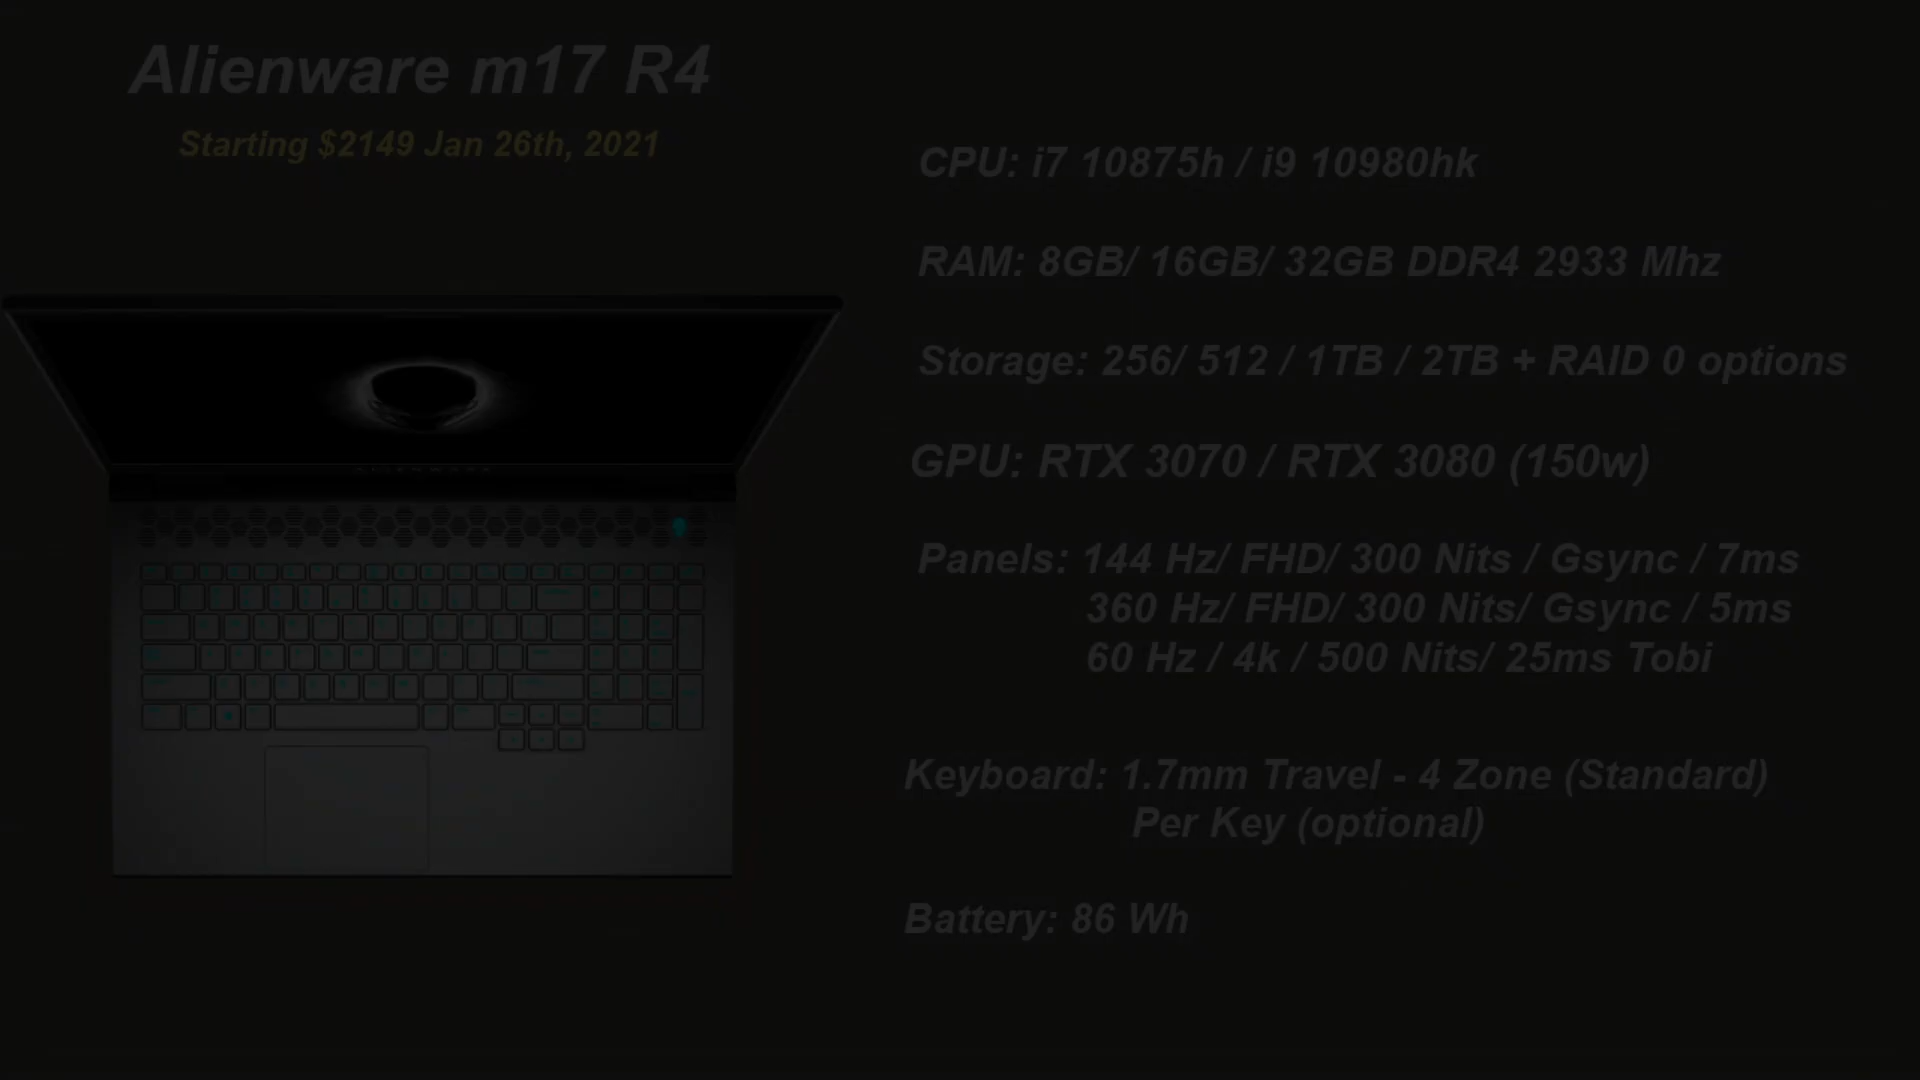 Alienware m17 R4
Starting $2149 Jan 26th, 2021
CPU: i7 10875h / i9 10980hk
RAM: 8GB/ 16GB/ 32GB DDR4 2933 Mhz
Storage: 256/ 512 / 1TB / 2TB + RAID 0 options
GPU: RTX 3070 / RTX 3080 (150w)
Panels: 144 Hz/ FHD/ 300 Nits / Gsync / 7ms
360 Hz/ FHD/ 300 Nits/ Gsync / 5ms
60 Hz / 4k / 500 Nits/ 25ms Tobi
Keyboard: 1.7mm Travel - 4 Zone (Standard)
Per Key (optional)
Battery: 86 Wh
ALIENWARE